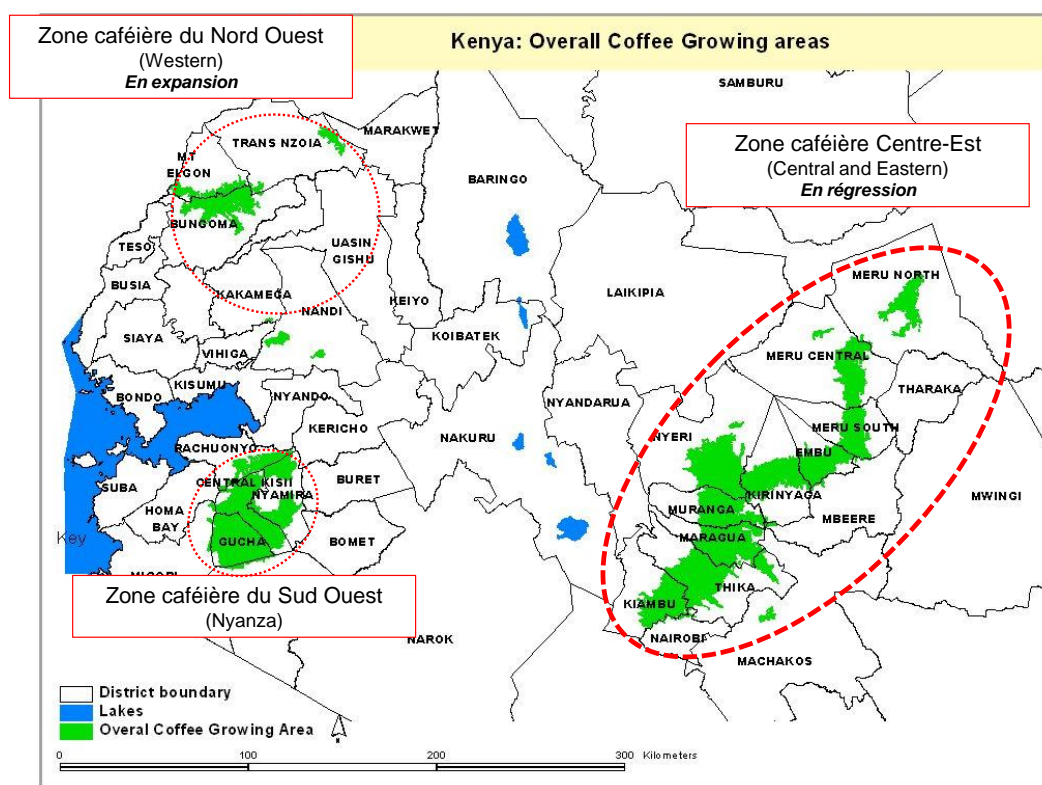 Zone caféière du Nord Ouest
(Western)
En expansion
Kenya: Overall Coffee Growing areas
SAMBURU
Zone caféière Centre-Est
(Central and Eastern)
En régression
MARAKWET
TRANS NZOIA
MT
ELGON
BARINGO
BUNGOMA
TESO
UASIN
GISHU
MERU NORTH
BUSIA
KAKAMEGA
KEIYO
LAIKIPIA
NANDI
SIAYA
KOIBATEK
VIHIGA
MERU CENTRAL
KISUMU
THARAKA
BONDO
NYANDO
NYANDARUA
KERICHO
MERU SOUTH
NYERI
NAKURU
RACHUONYO
EMBU
SUBA
CENTRAL KISII
BURET
NYAMIRA
KIRINYAGA
MWINGI
HOMA
BAY
MURANGA
MBEERE
Key
GUCHA
BOMET
MARAGUA
MIGORI
THIKA
Zone caféière du Sud Ouest
(Nyanza)
KIAMBU
NAROK
NAIROBI
MACHAKOS
District boundary
Lakes
Overal Coffee Growing Area
N
0 100 200 300 Kilometers